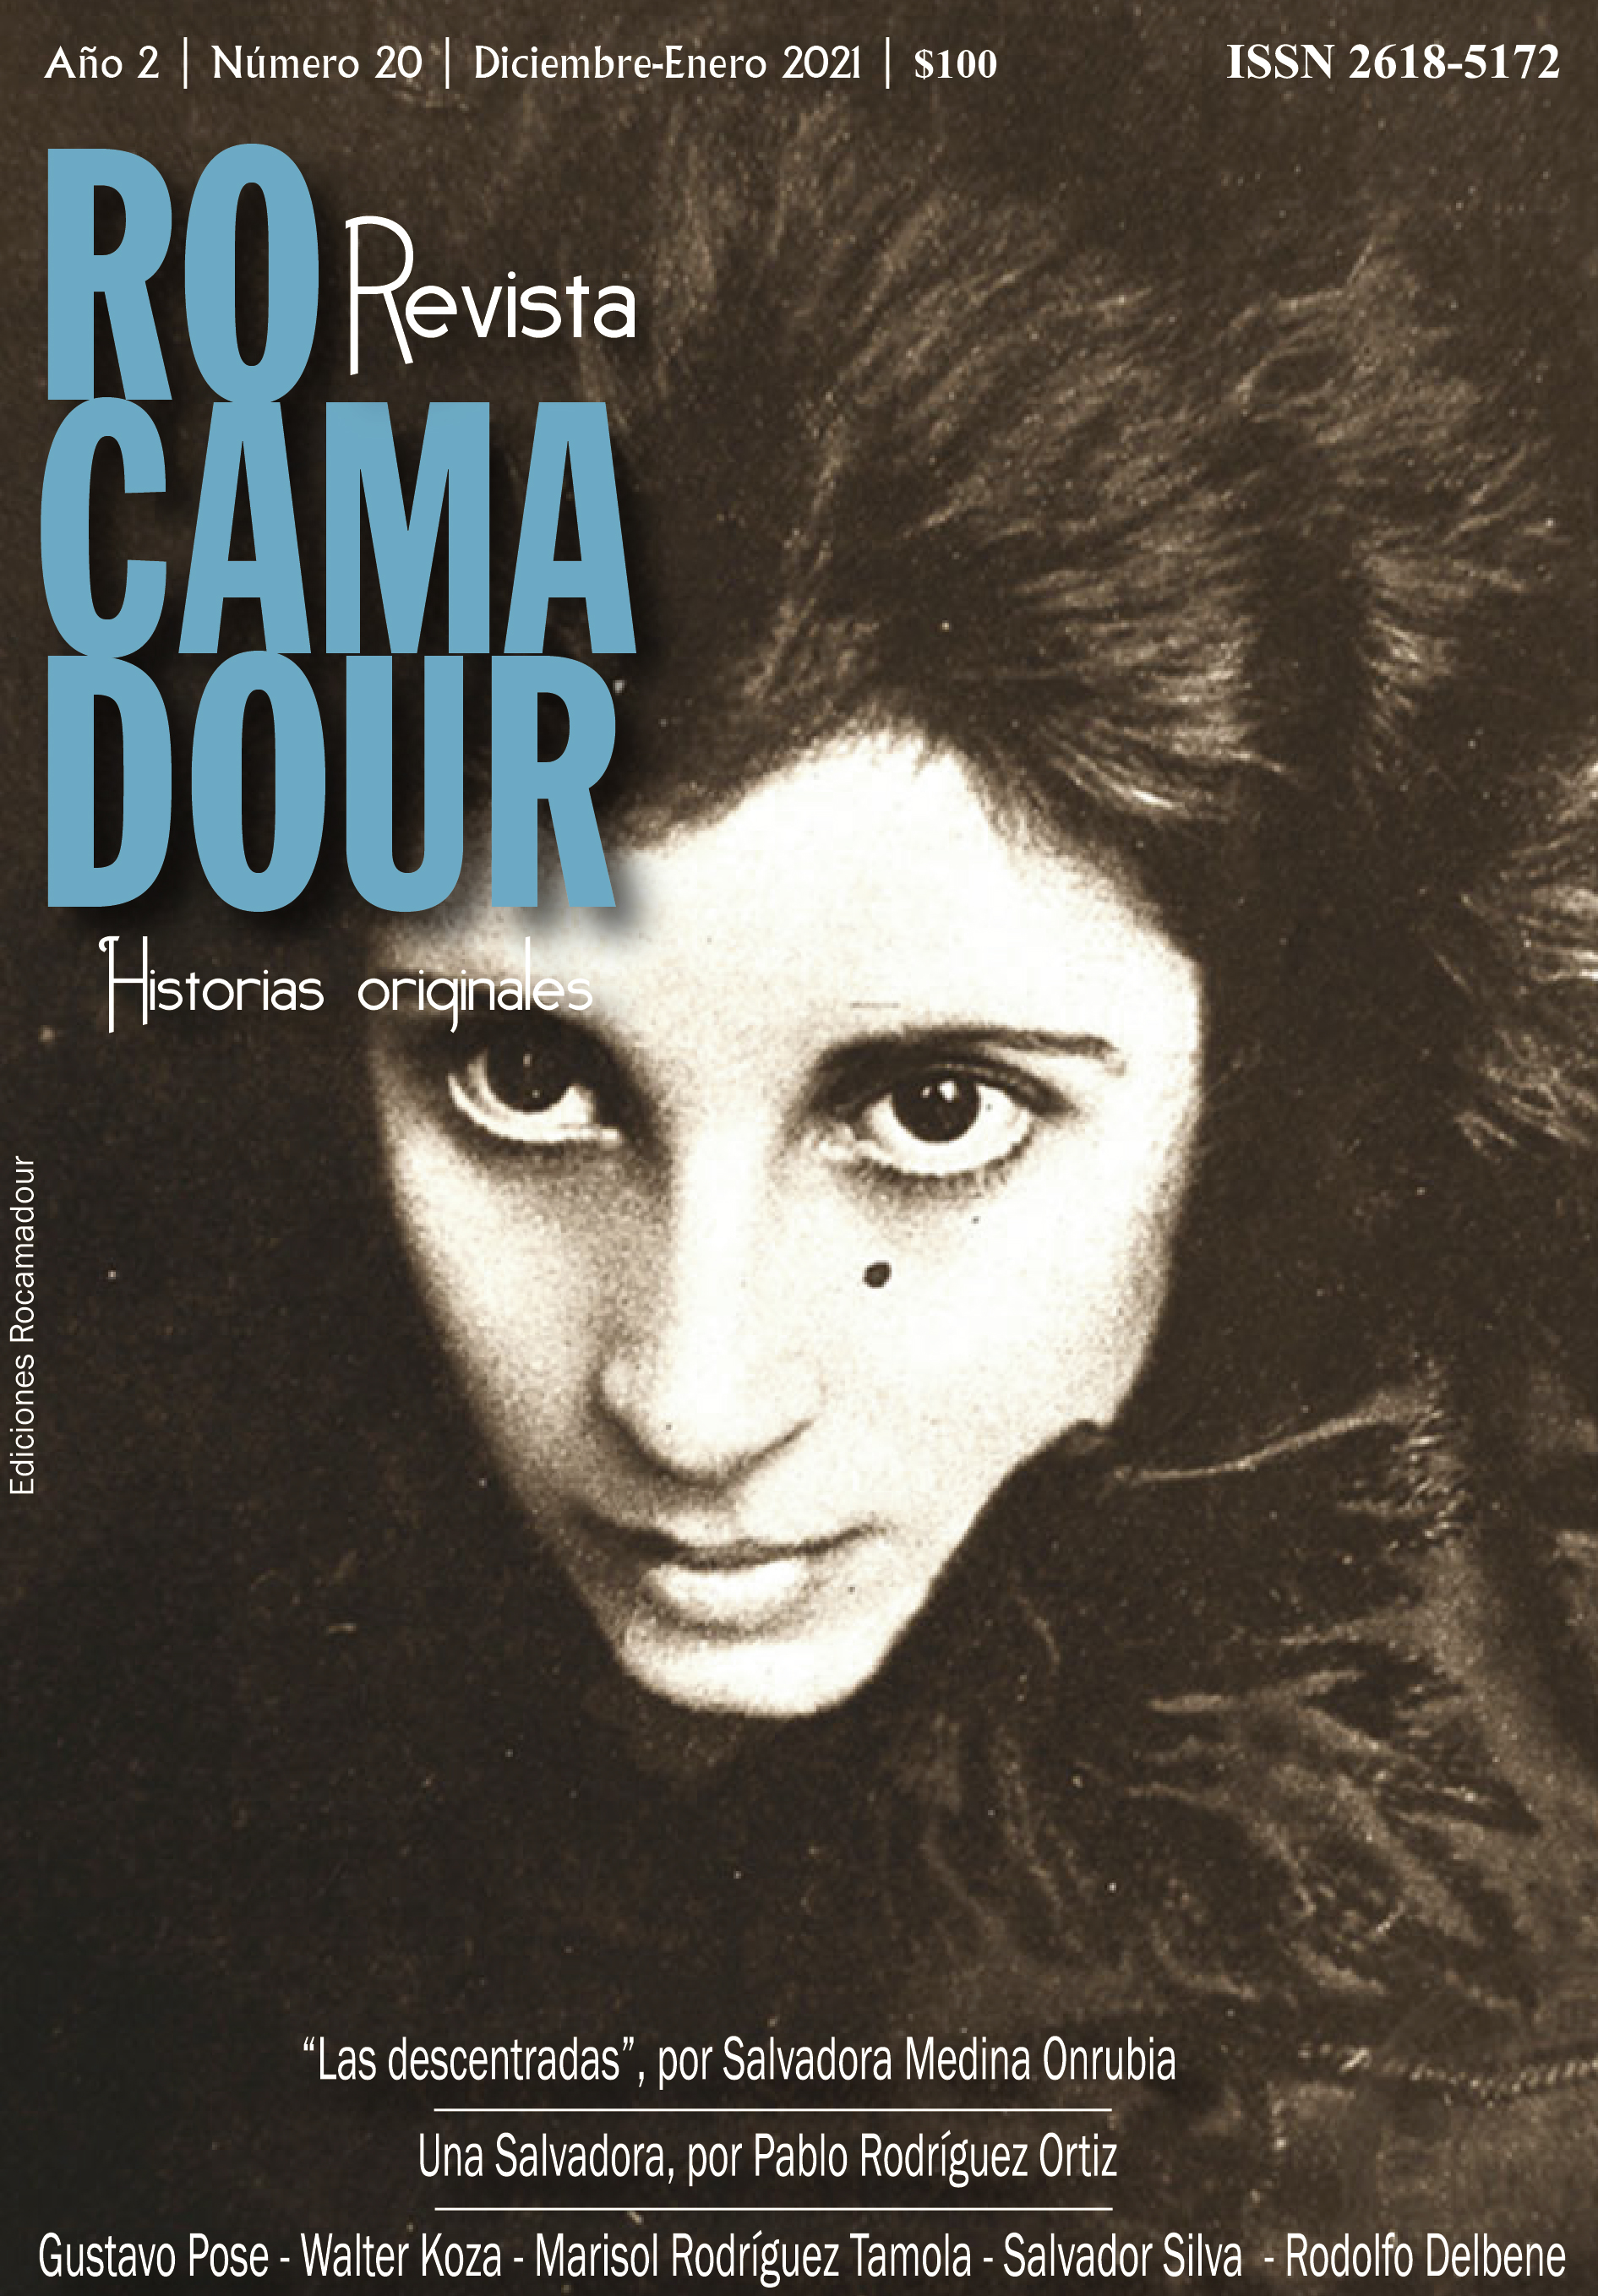 Año 2 | Número 20 | Diciembre-Enero 2021 | $100
ISSN 2618-5172
RO
Revista
CAMA
DOUR
Historias originales
Ediciones Rocamadour
“Las descentradas”, por Salvadora Medina Onrubia
Una Salvadora, por Pablo Rodríguez Ortiz
Gustavo Pose - Walter Koza - Marisol Rodríguez Tamola - Salvador Silva - Rodolfo Delbene